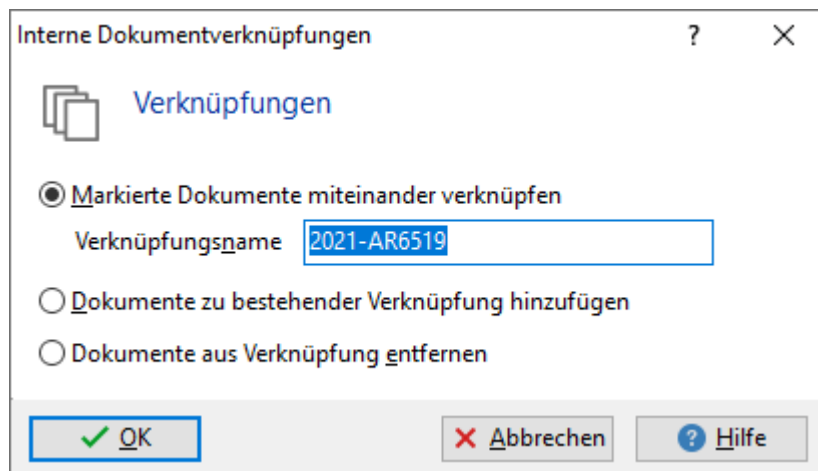 Interne Dokumentverknüpfungen ?
Verknüpfungen
Markierte Dokumente miteinander verknüpfen
Verknüpfungsname 2021-AR6519
Dokumente zu bestehender Verknüpfung hinzufügen
Dokumente aus Verknüpfung entfernen
OK Abbrechen ? Hilfe